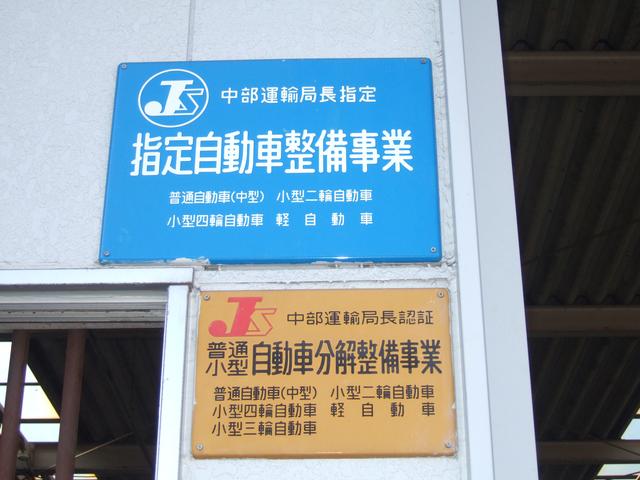 JS 中部運輸局長指定
指定自動車整備事業
普通自動車(中型) 小型二輪自動車
小型四輪自動車 軽自動車
JS 中部運輸局長認証
普通小型 自動車分解整備事業
普通自動車(中型) 小型二輪自動車
小型四輪自動車 軽自動車
小型三輪自動車